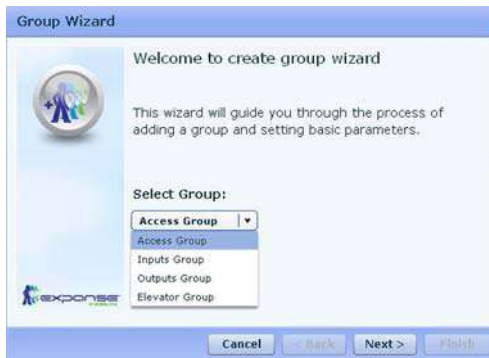 Group Wizard
Welcome to create group wizard
This wizard will guide you through the process of
adding a group and setting basic parameters.
Select Group:
Access Group
Access Group
Inputs Group
Outputs Group
Elevator Group
exponse
Cancel
< Back
Next >
Finish